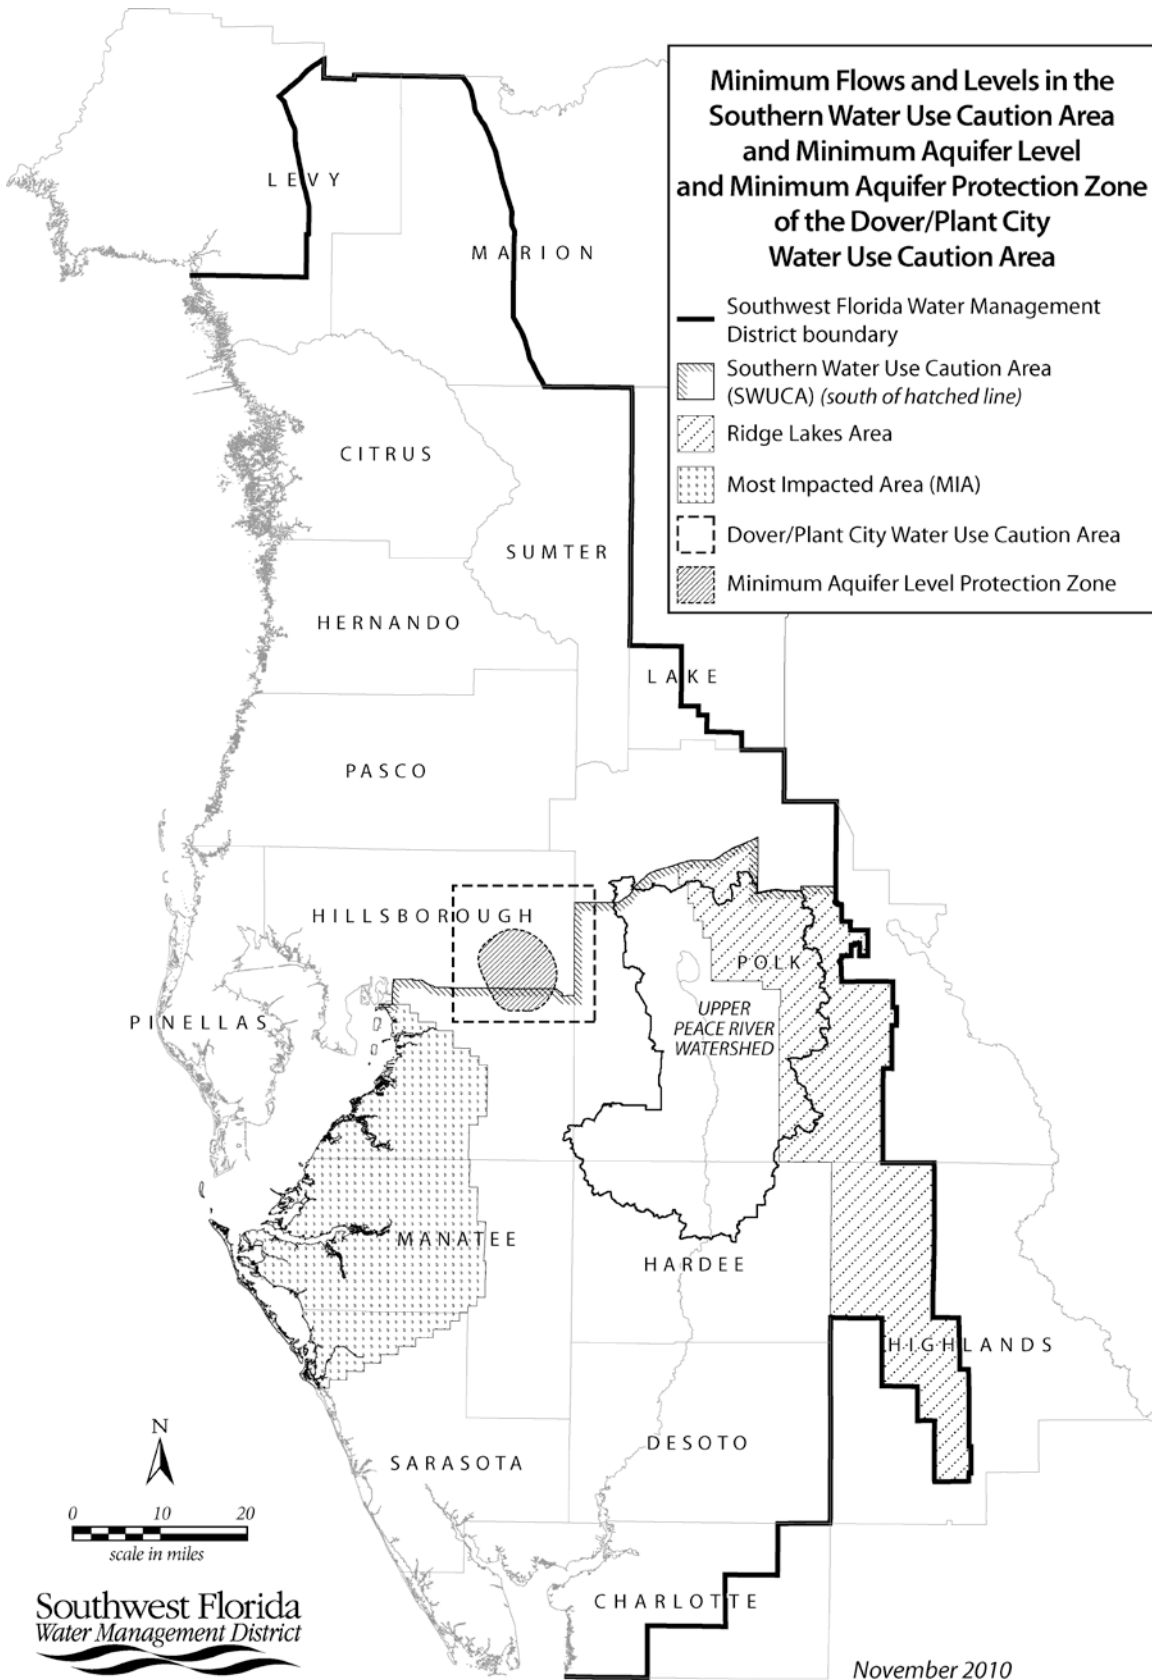 Minimum Flows and Levels in the
Southern Water Use Caution Area
and Minimum Aquifer Level
and Minimum Aquifer Protection Zone
of the Dover/Plant City
Water Use Caution Area
Southwest Florida Water Management
District boundary
Southern Water Use Caution Area
(SWUCA) (south of hatched line)
Ridge Lakes Area
Most Impacted Area (MIA)
Dover/Plant City Water Use Caution Area
Minimum Aquifer Level Protection Zone
LEVY
MARION
CITRUS
SUMTER
HERNANDO
LAKE
PASCO
HILLSBOROUGH
POLK
UPPER
PEACE RIVER
WATERSHED
PINELLAS
MANATEE
HARDEE
HIGHLANDS
DESOTO
SARASOTA
CHARLOTTE
N
0 10 20
scale in miles
Southwest Florida
Water Management District
November 2010